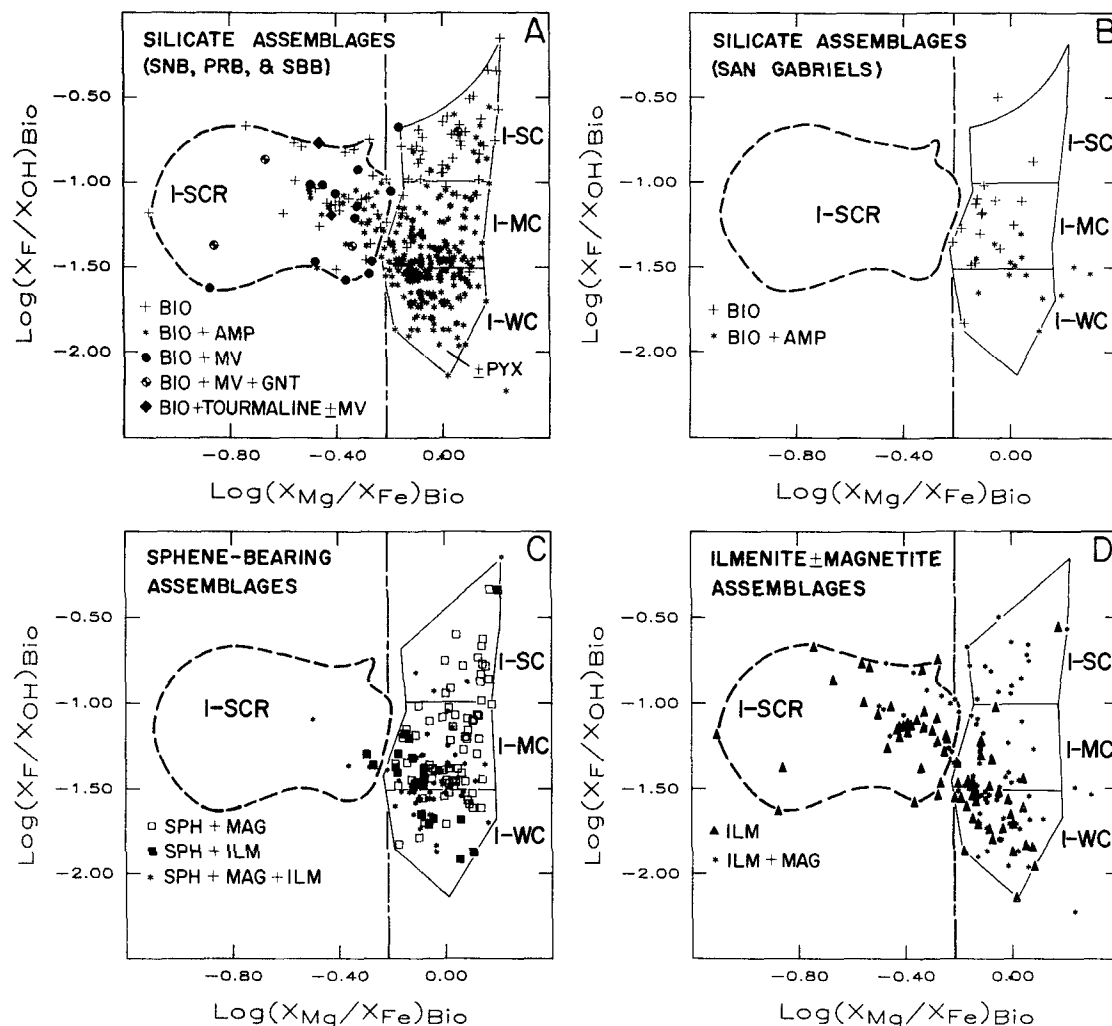 A
SILICATE ASSEMBLAGES
(SNB, PRB, & SBB)
-0.50
-1.00
-1.50
-2.00
Log(XF/XOH)Bio
I-SCR
I-SC
I-MC
I-WC
±PYX
+ BIO
* BIO + AMP
● BIO + MV
BIO + MV + GNT
◆ BIO+TOURMALINE ±MV
-0.80
-0.40
0.00
Log(XMg/XFe)Bio
B
SILICATE ASSEMBLAGES
(SAN GABRIELS)
-0.50
-1.00
-1.50
-2.00
Log(XF/XOH)Bio
I-SCR
I-SC
I-MC
I-WC
+ BIO
* BIO + AMP
-0.80
-0.40
0.00
Log(XMg/XFe)Bio
C
SPHENE-BEARING
ASSEMBLAGES
-0.50
-1.00
-1.50
-2.00
Log(XF/XOH)Bio
I-SCR
I-SC
I-MC
I-WC
□ SPH + MAG
■ SPH + ILM
* SPH + MAG + ILM
-0.80
-0.40
0.00
Log(XMg/XFe)Bio
D
ILMENITE ± MAGNETITE
ASSEMBLAGES
-0.50
-1.00
-1.50
-2.00
Log(XF/XOH)Bio
I-SCR
I-SC
I-MC
I-WC
▲ ILM
* ILM + MAG
-0.80
-0.40
0.00
Log(XMg/XFe)Bio